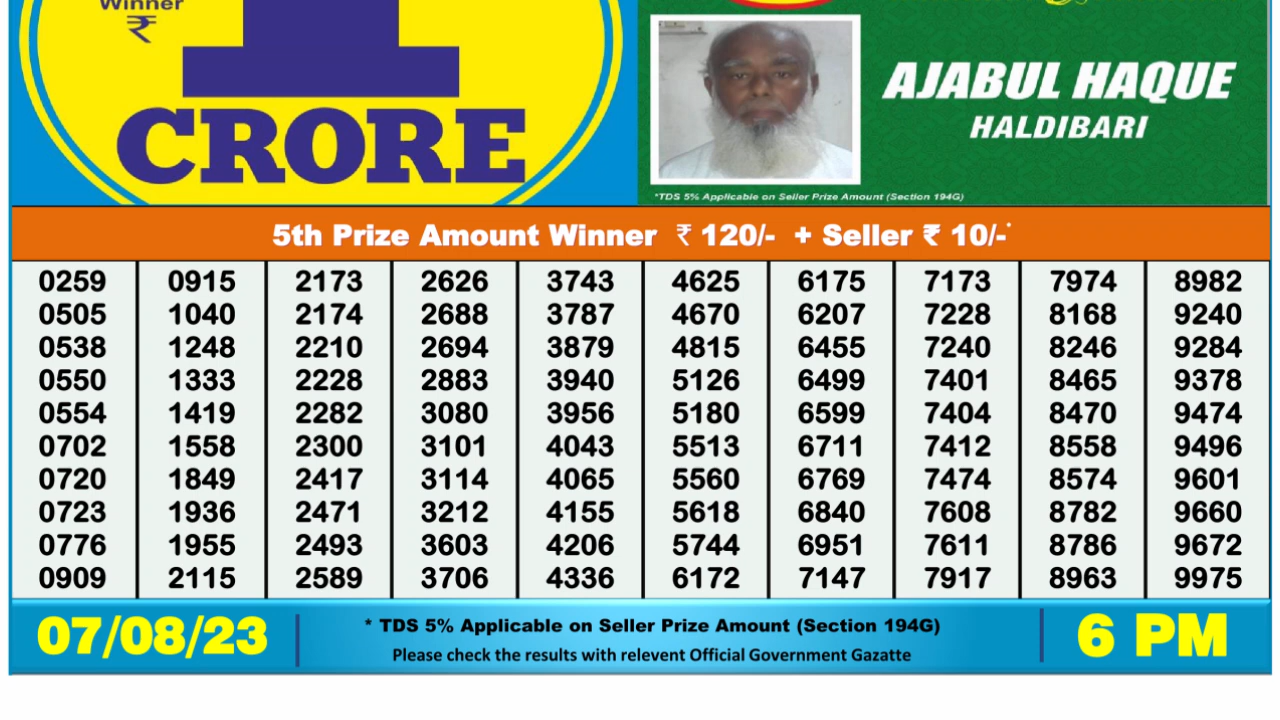 Winner
₹
1
CRORE
AJABUL HAQUE
HALDIBARI
*TDS 5% Applicable on Seller Prize Amount (Section 194G)
5th Prize Amount Winner ₹ 120/- + Seller ₹ 10/-*
0259 0915 2173 2626 3743 4625 6175 7173 7974 8982
0505 1040 2174 2688 3787 4670 6207 7228 8168 9240
0538 1248 2210 2694 3879 4815 6455 7240 8246 9284
0550 1333 2228 2883 3940 5126 6499 7401 8465 9378
0554 1419 2282 3080 3956 5180 6599 7404 8470 9474
0702 1558 2300 3101 4043 5513 6711 7412 8558 9496
0720 1849 2417 3114 4065 5560 6769 7474 8574 9601
0723 1936 2471 3212 4155 5618 6840 7608 8782 9660
0776 1955 2493 3603 4206 5744 6951 7611 8786 9672
0909 2115 2589 3706 4336 6172 7147 7917 8963 9975
07/08/23
* TDS 5% Applicable on Seller Prize Amount (Section 194G)
Please check the results with relevent Official Government Gazatte
6 PM